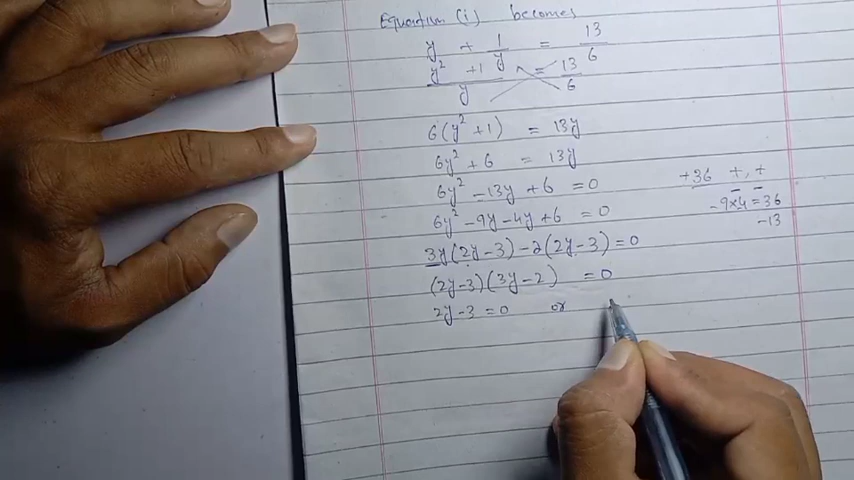 Equation (i) becomes
y + 1/y = 13/6
y² + 1/y = 13/6
6(y² + 1) = 13y
6y² + 6 = 13y
6y² - 13y + 6 = 0
6y² - 9y - 4y + 6 = 0
3y(2y-3) - 2(2y-3) = 0
(2y-3)(3y-2) = 0
2y-3 = 0 or
+36 +, +
- -
-9×4 = 36
-13